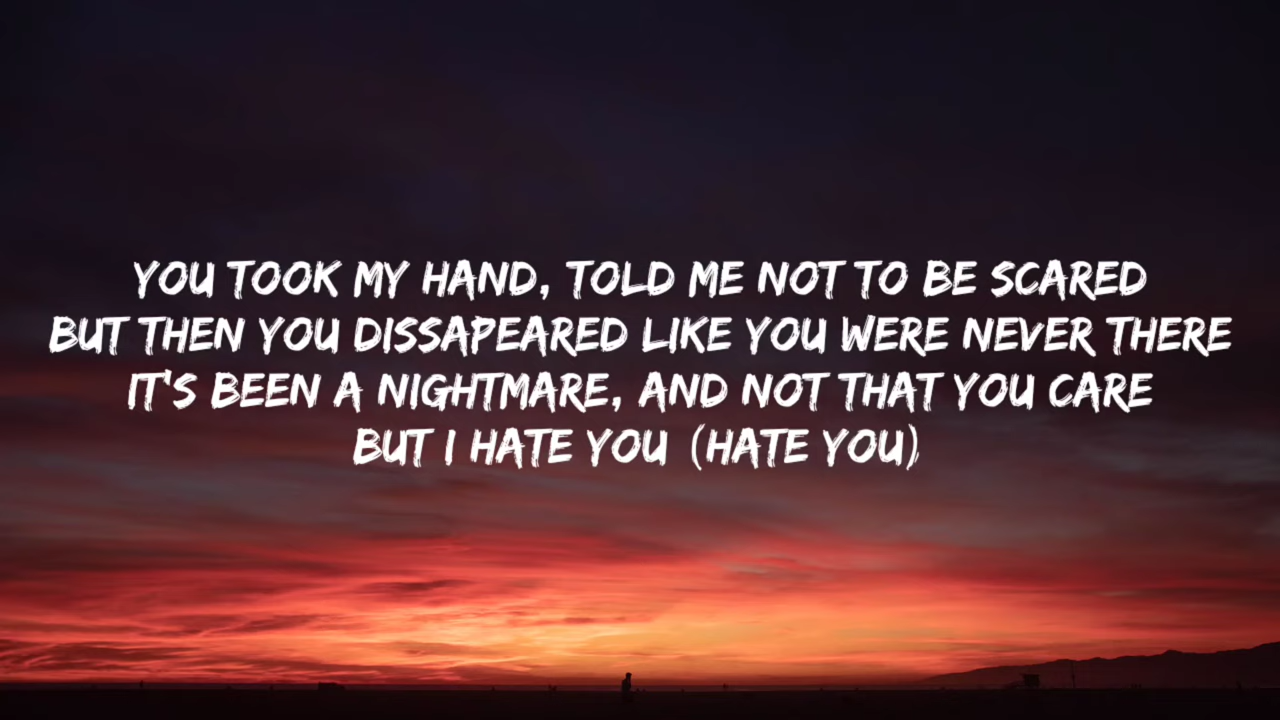 YOU TOOK MY HAND, TOLD ME NOT TO BE SCARED
BUT THEN YOU DISSAPEARED LIKE YOU WERE NEVER THERE
IT'S BEEN A NIGHTMARE, AND NOT THAT YOU CARE
BUT I HATE YOU (HATE YOU)